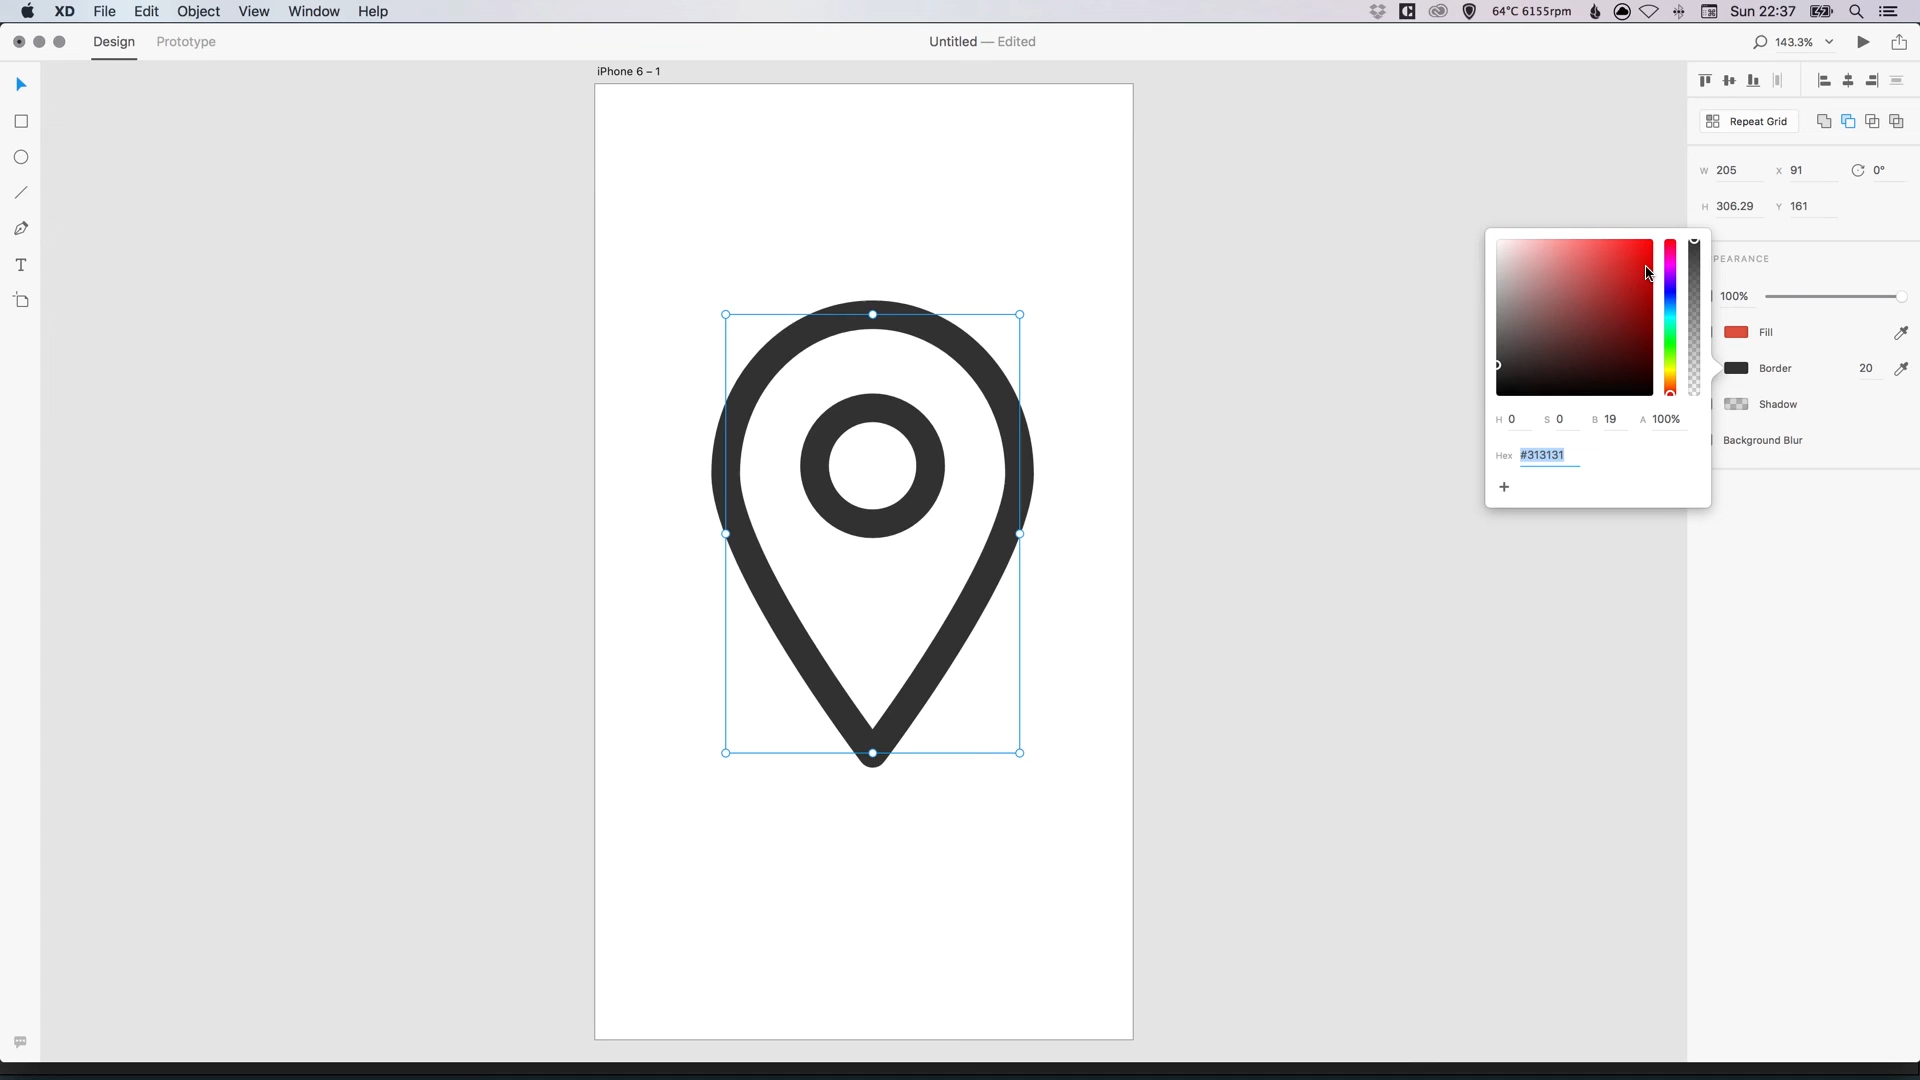 XD File Edit Object View Window Help 64°C 6155rpm Sun 22:37
Design Prototype Untitled — Edited 143.3%
iPhone 6 – 1
Repeat Grid
W 205 X 91 0°
H 306.29 Y 161
PEARANCE
100%
Fill
Border 20
Shadow
Background Blur
H 0 S 0 B 19 A 100%
Hex #313131
T